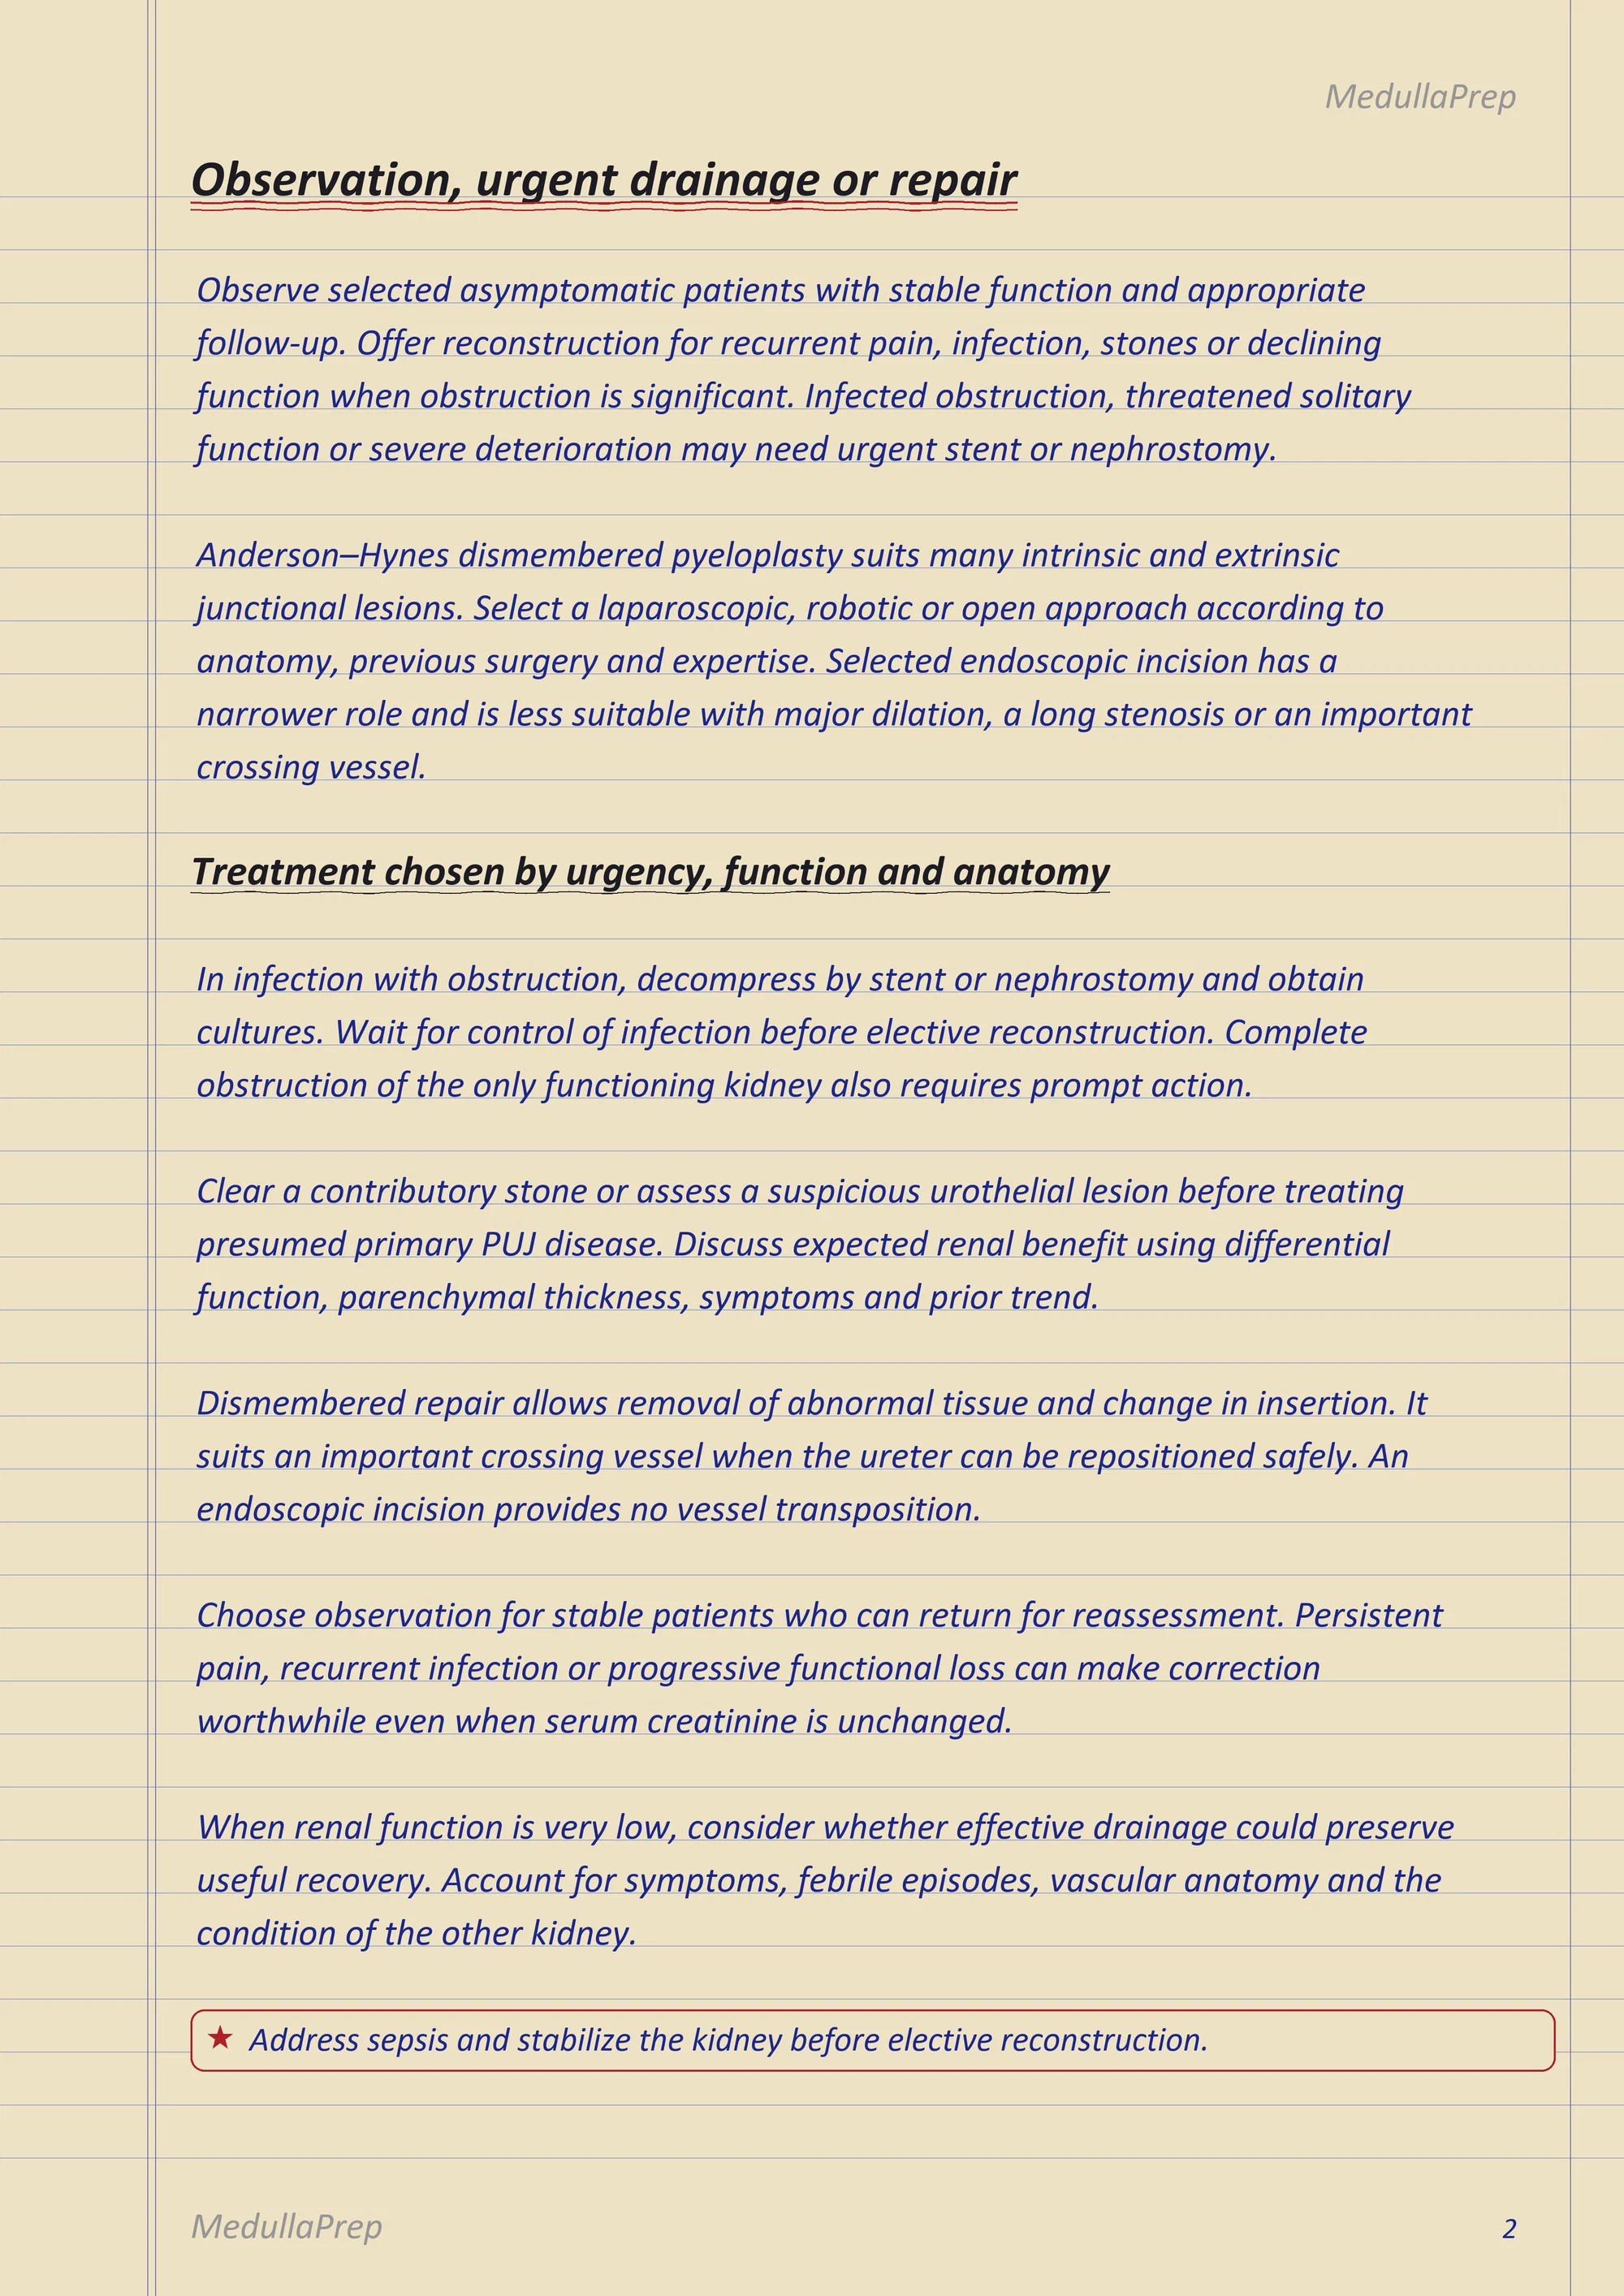 MedullaPrep
Observation, urgent drainage or repair
Observe selected asymptomatic patients with stable function and appropriate
follow-up. Offer reconstruction for recurrent pain, infection, stones or declining
function when obstruction is significant. Infected obstruction, threatened solitary
function or severe deterioration may need urgent stent or nephrostomy.
Anderson–Hynes dismembered pyeloplasty suits many intrinsic and extrinsic
junctional lesions. Select a laparoscopic, robotic or open approach according to
anatomy, previous surgery and expertise. Selected endoscopic incision has a
narrower role and is less suitable with major dilation, a long stenosis or an important
crossing vessel.
Treatment chosen by urgency, function and anatomy
In infection with obstruction, decompress by stent or nephrostomy and obtain
cultures. Wait for control of infection before elective reconstruction. Complete
obstruction of the only functioning kidney also requires prompt action.
Clear a contributory stone or assess a suspicious urothelial lesion before treating
presumed primary PUJ disease. Discuss expected renal benefit using differential
function, parenchymal thickness, symptoms and prior trend.
Dismembered repair allows removal of abnormal tissue and change in insertion. It
suits an important crossing vessel when the ureter can be repositioned safely. An
endoscopic incision provides no vessel transposition.
Choose observation for stable patients who can return for reassessment. Persistent
pain, recurrent infection or progressive functional loss can make correction
worthwhile even when serum creatinine is unchanged.
When renal function is very low, consider whether effective drainage could preserve
useful recovery. Account for symptoms, febrile episodes, vascular anatomy and the
condition of the other kidney.
★ Address sepsis and stabilize the kidney before elective reconstruction.
MedullaPrep
2